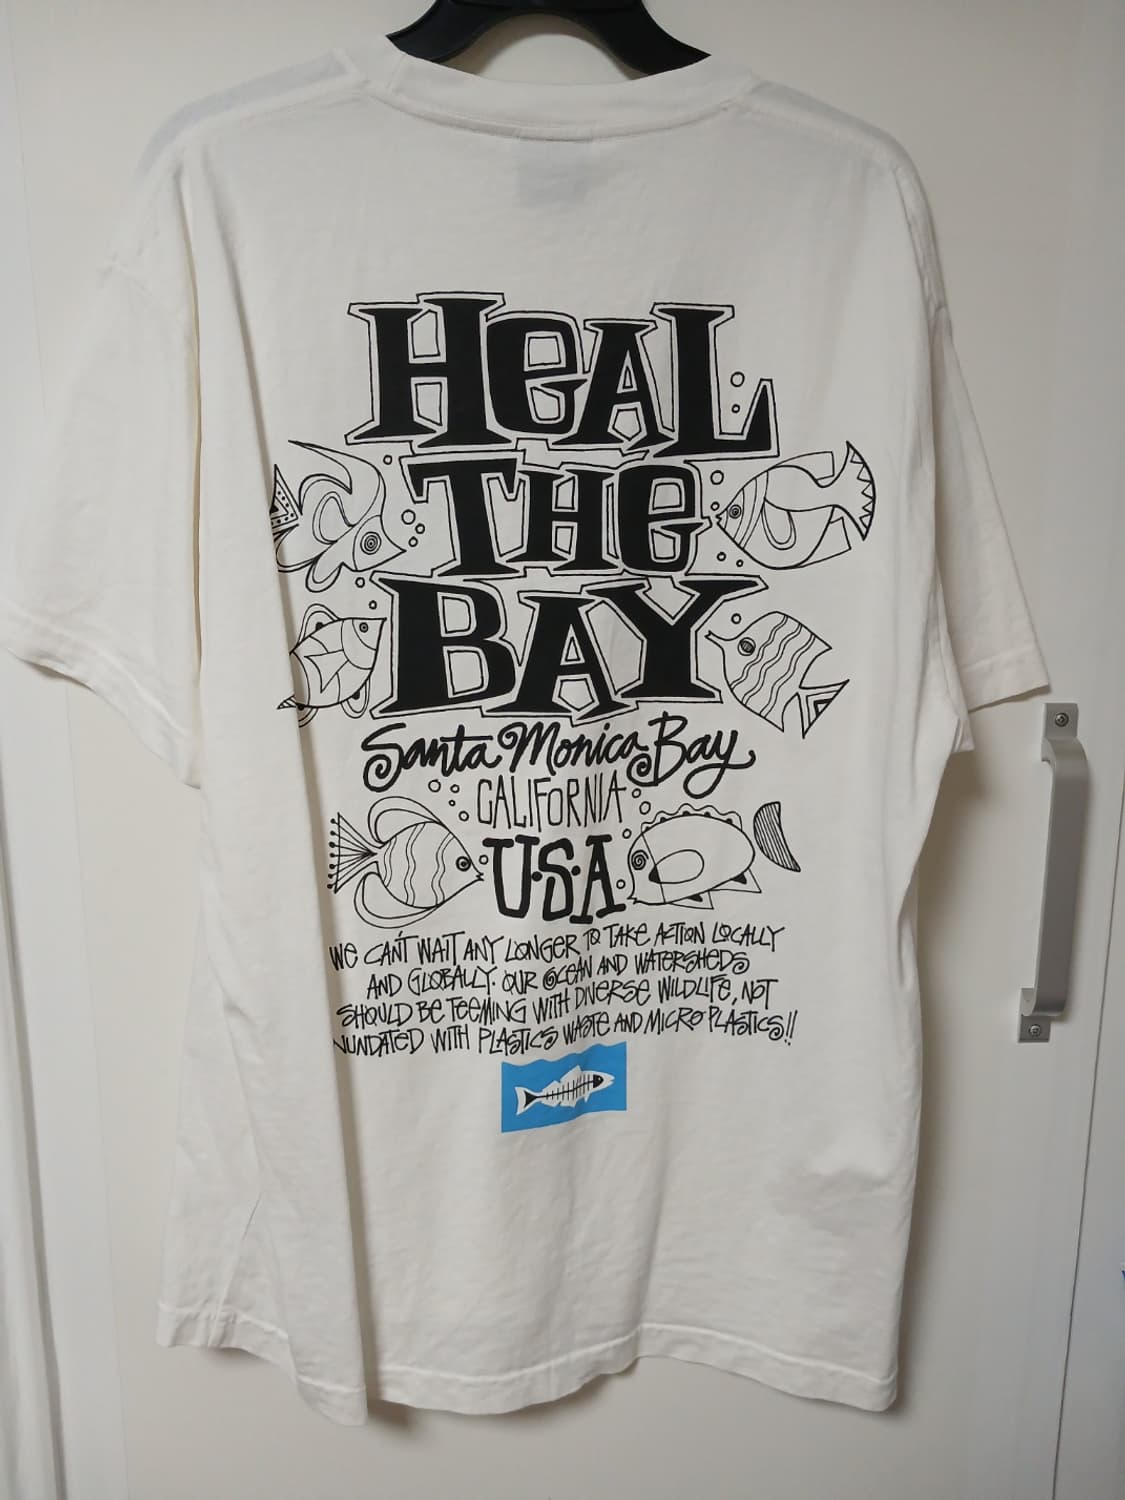 HeAL
THe
BAY
Santa Monica Bay
CALIFORNIA
U.S.A
WE CAN'T WAIT ANY LONGER TO TAKE ACTION LOCALLY
AND GLOBALLY. OUR OCEAN AND WATERSHEDS
SHOULD BE TEEMING WITH DIVERSE WILDLIFE, NOT
NUNDATED WITH PLASTICS WASTE AND MICRO PLASTICS!!